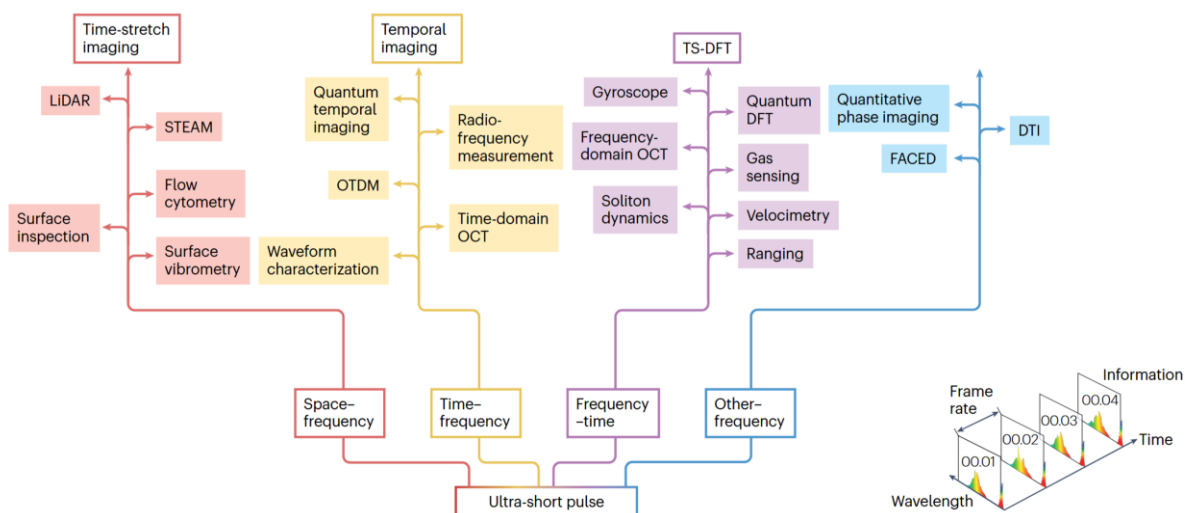 Time-stretch
imaging
LiDAR
STEAM
Flow
cytometry
Surface
inspection
Surface
vibrometry
Temporal
imaging
Quantum
temporal
imaging
Radio-
frequency
measurement
OTDM
Time-domain
OCT
Waveform
characterization
TS-DFT
Gyroscope
Quantum
DFT
Frequency-
domain OCT
Gas
sensing
Soliton
dynamics
Velocimetry
Ranging
Quantitative
phase imaging
DTI
FACED
Space–
frequency
Time–
frequency
Frequency
–time
Other–
frequency
Ultra-short pulse
Information
Frame
rate
00.04
00.03
00.02
00.01
Time
Wavelength